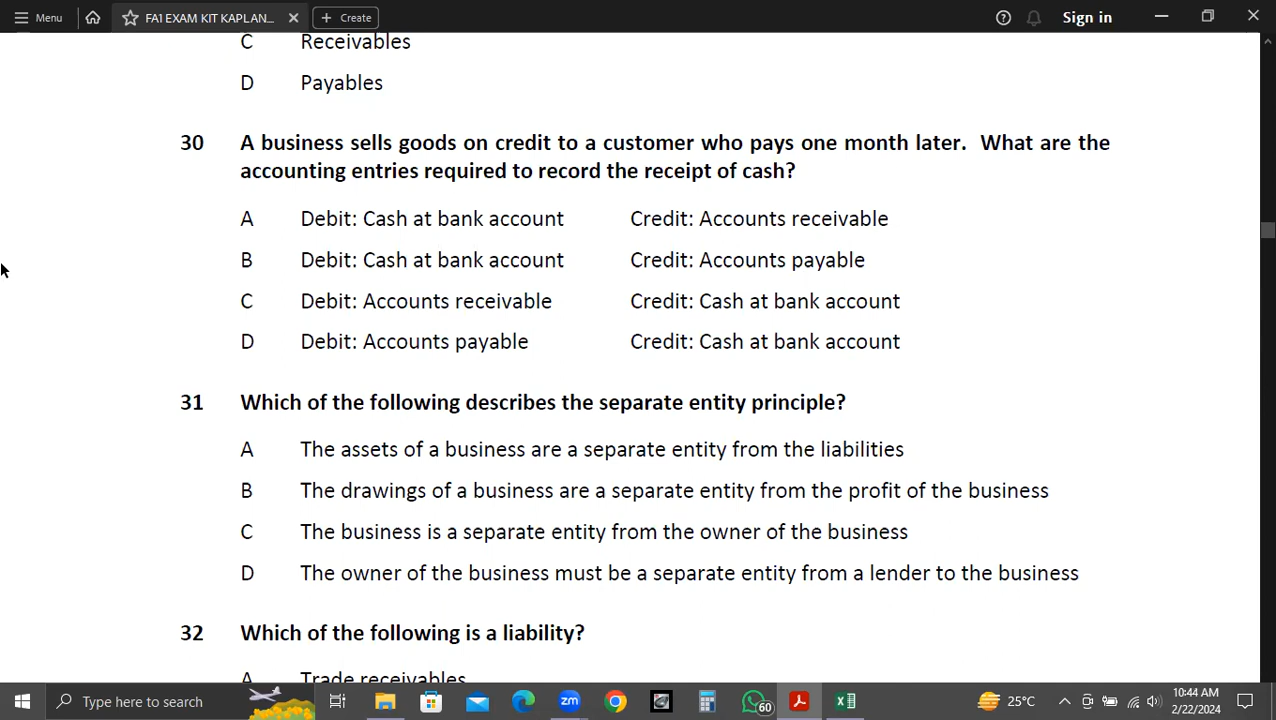 Menu
FA1 EXAM KIT KAPLAN...
Create
Sign in
C Receivables
D Payables
30 A business sells goods on credit to a customer who pays one month later. What are the
accounting entries required to record the receipt of cash?
A Debit: Cash at bank account Credit: Accounts receivable
B Debit: Cash at bank account Credit: Accounts payable
C Debit: Accounts receivable Credit: Cash at bank account
D Debit: Accounts payable Credit: Cash at bank account
31 Which of the following describes the separate entity principle?
A The assets of a business are a separate entity from the liabilities
B The drawings of a business are a separate entity from the profit of the business
C The business is a separate entity from the owner of the business
D The owner of the business must be a separate entity from a lender to the business
32 Which of the following is a liability?
A Trade receivables
Type here to search
zm
60
25°C
10:44 AM
2/22/2024